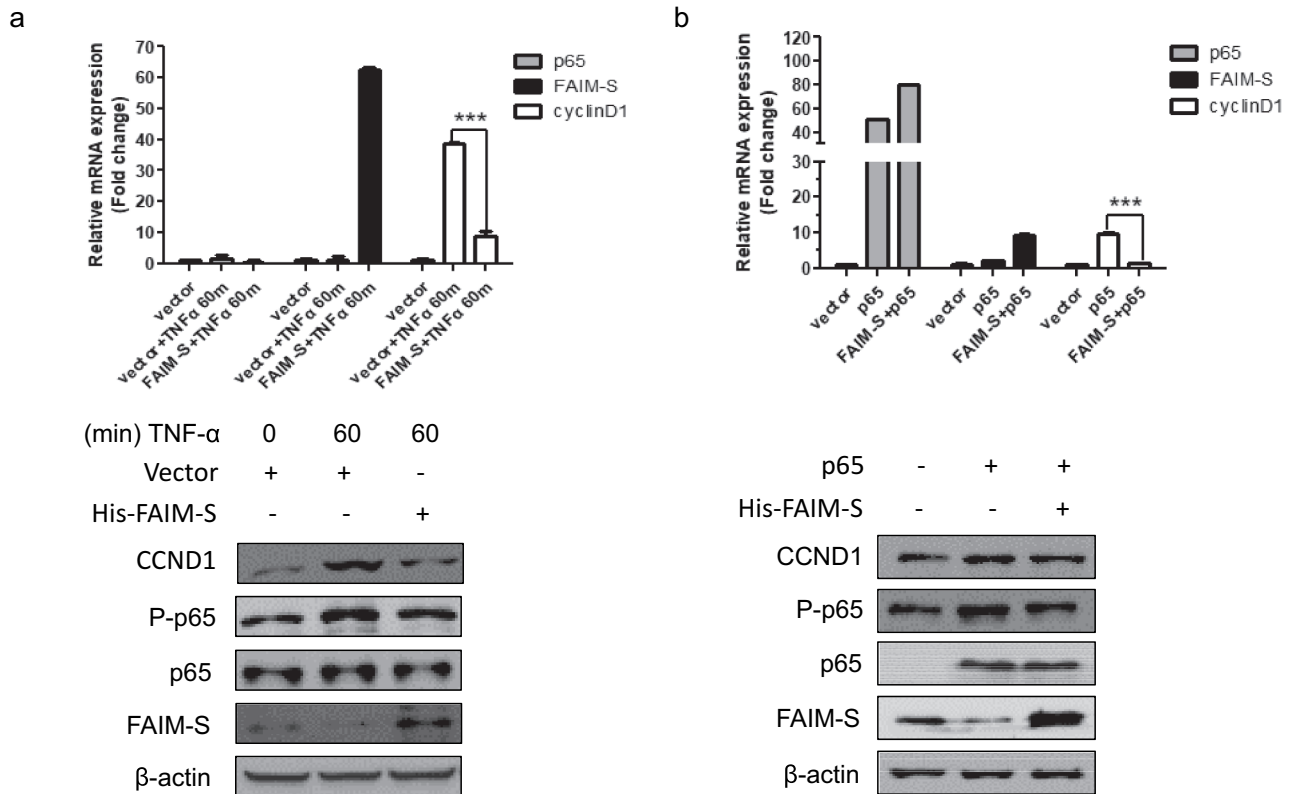 a
70
60
50
40
30
20
10
0
Relative mRNA expression
(Fold change)
p65
FAIM-S
cyclinD1
***
vector
vector+TNFα 60m
FAIM-S+TNFα 60m
vector
vector+TNFα 60m
FAIM-S+TNFα 60m
vector
vector+TNFα 60m
FAIM-S+TNFα 60m
(min) TNF-α 0 60 60
Vector + + -
His-FAIM-S - - +
CCND1
P-p65
p65
FAIM-S
β-actin
b
120
100
80
60
40
30
20
10
0
Relative mRNA expression
(Fold change)
p65
FAIM-S
cyclinD1
***
vector
p65
FAIM-S+p65
vector
p65
FAIM-S+p65
vector
p65
FAIM-S+p65
p65 - + +
His-FAIM-S - - +
CCND1
P-p65
p65
FAIM-S
β-actin